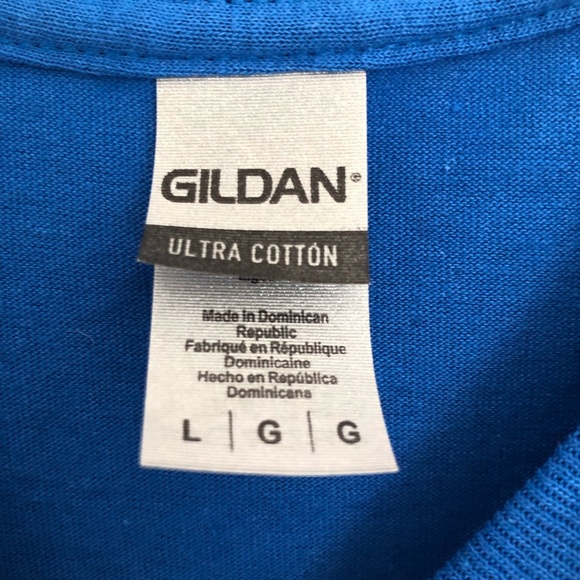 GILDAN®
ULTRA COTTON
Made in Dominican
Republic
Fabriqué en République
Dominicaine
Hecho en República
Dominicana
L | G | G